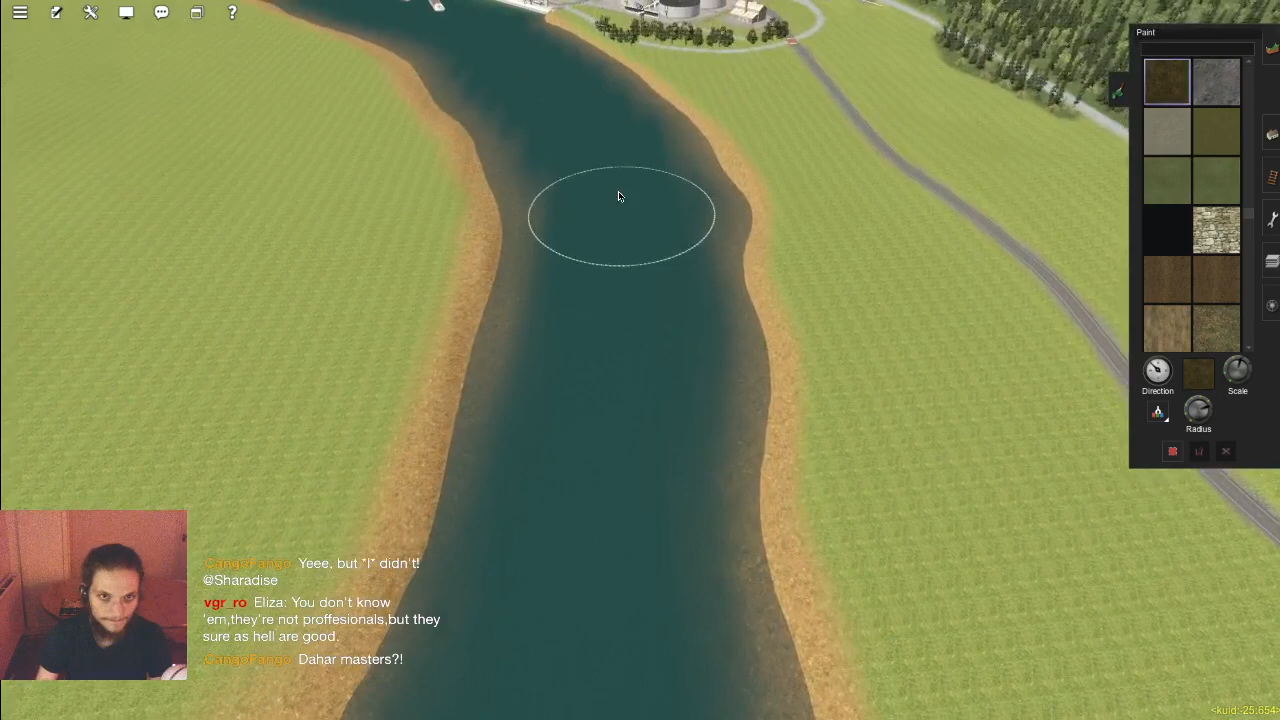 ?
Paint
Direction
Scale
Radius
Yeee, but *I* didn't!
@Sharadise
vgr_ro Eliza: You don't know
'em,they're not proffesionals,but they
sure as hell are good.
Dahar masters?!
<kuid:-25:654>